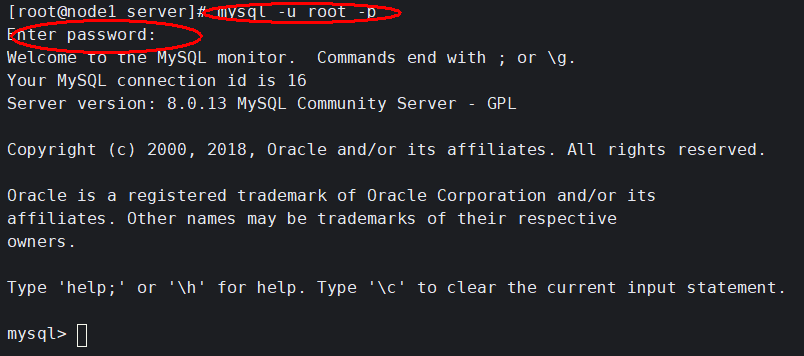 [root@node1 server]# mysql -u root -p
Enter password:
Welcome to the MySQL monitor.  Commands end with ; or \g.
Your MySQL connection id is 16
Server version: 8.0.13 MySQL Community Server - GPL
Copyright (c) 2000, 2018, Oracle and/or its affiliates. All rights reserved.
Oracle is a registered trademark of Oracle Corporation and/or its
affiliates. Other names may be trademarks of their respective
owners.
Type 'help;' or '\h' for help. Type '\c' to clear the current input statement.
mysql>